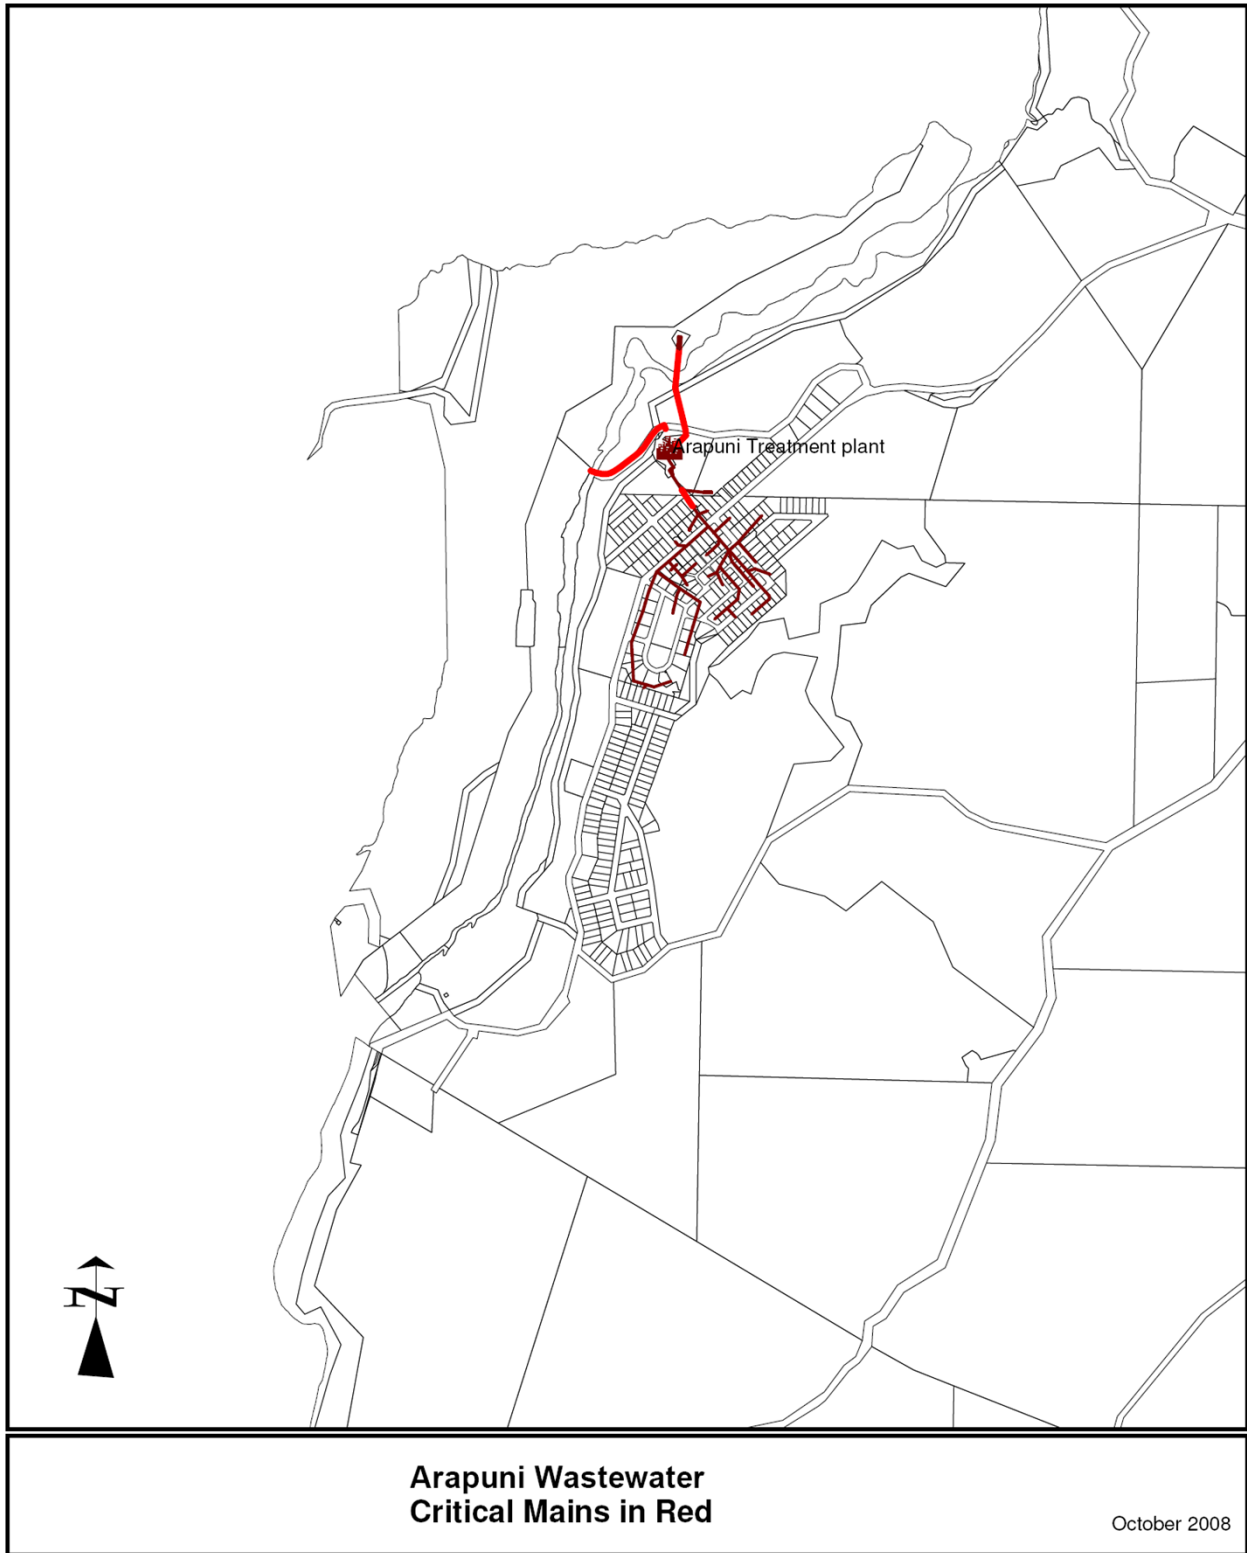 Arapuni Treatment plant
N
Arapuni Wastewater
Critical Mains in Red
October 2008